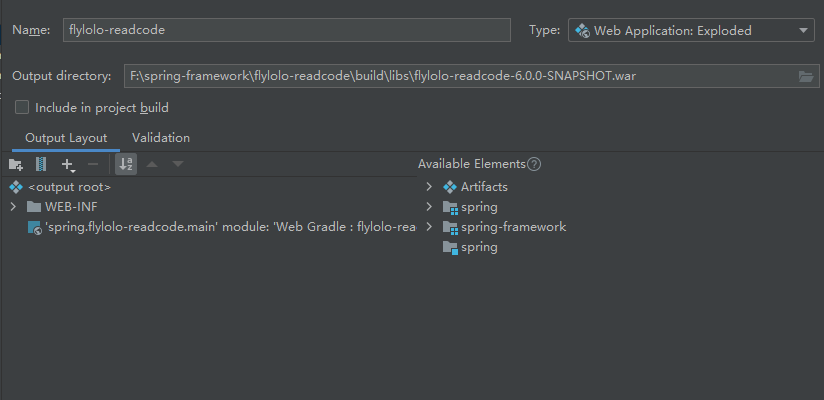 Name: flylolo-readcode Type: Web Application: Exploded
Output directory: F:\spring-framework\flylolo-readcode\build\libs\flylolo-readcode-6.0.0-SNAPSHOT.war
Include in project build
Output Layout Validation
Available Elements
<output root> Artifacts
WEB-INF spring
'spring.flylolo-readcode.main' module: 'Web Gradle : flylolo-rea spring-framework
spring